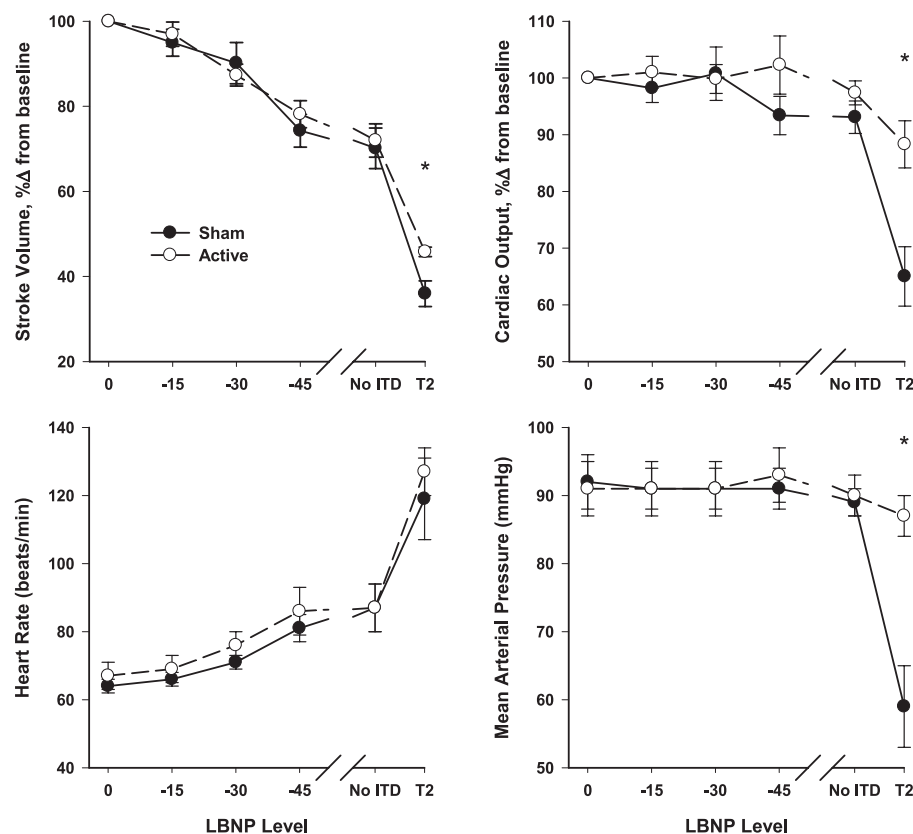 Stroke Volume, %Δ from baseline
100
80
60
40
20
Sham
Active
*
0 -15 -30 -45 No ITD T2
Cardiac Output, %Δ from baseline
110
100
90
80
70
60
50
*
0 -15 -30 -45 No ITD T2
Heart Rate (beats/min)
140
120
100
80
60
40
0 -15 -30 -45 No ITD T2
LBNP Level
Mean Arterial Pressure (mmHg)
100
90
80
70
60
50
*
0 -15 -30 -45 No ITD T2
LBNP Level